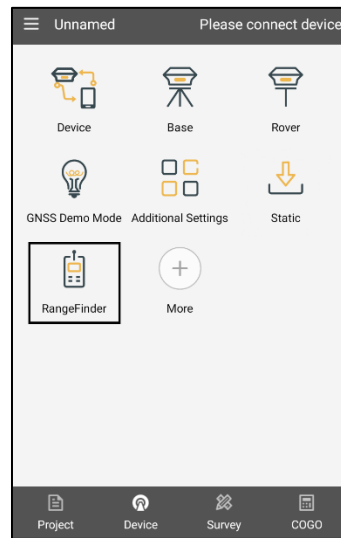 Unnamed Please connect device
Device Base Rover
GNSS Demo Mode Additional Settings Static
RangeFinder More
Project Device Survey COGO